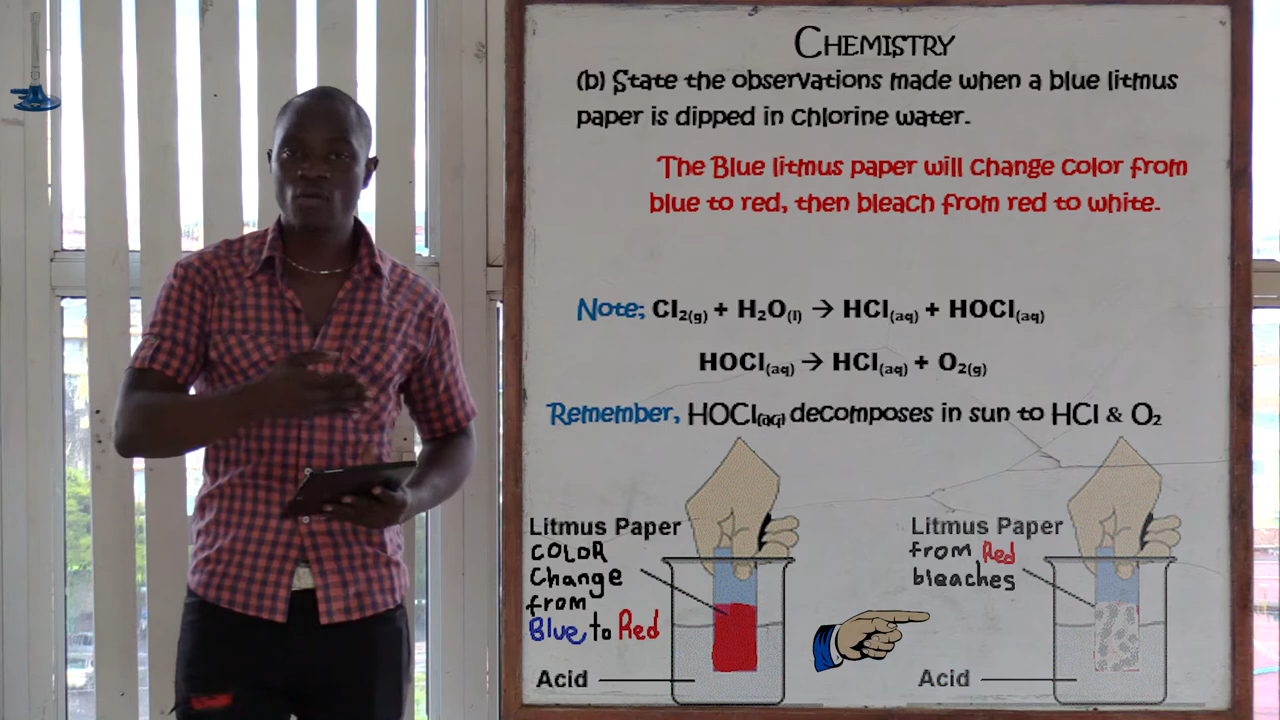 CHEMISTRY
(b) State the observations made when a blue litmus
paper is dipped in Chlorine water.
The Blue litmus paper will change color from
blue to red, then bleach from red to white.
Note; Cl₂(g) + H₂O(l) → HCl(aq) + HOCl(aq)
HOCl(aq) → HCl(aq) + O₂(g)
Remember, HOCl(aq) decomposes in sun to HCl & O₂
Litmus Paper
COLOR
Change
from
Blue to Red
Acid
Litmus Paper
from Red
bleaches
Acid